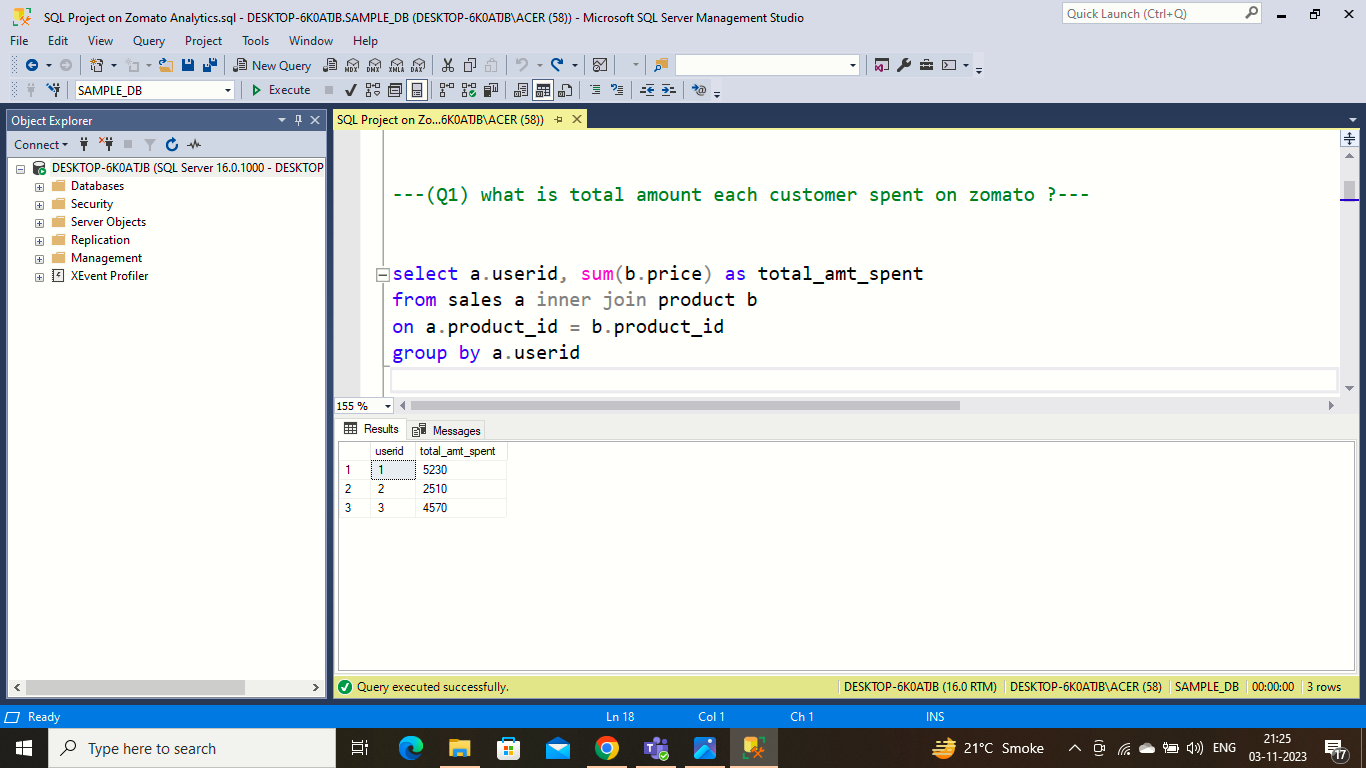 SQL Project on Zomato Analytics.sql - DESKTOP-6K0ATJB.SAMPLE_DB (DESKTOP-6K0ATJB\ACER (58)) - Microsoft SQL Server Management Studio
Quick Launch (Ctrl+Q)
File Edit View Query Project Tools Window Help
New Query
MDX DMX XMLA DAX
SAMPLE_DB
Execute
Object Explorer
SQL Project on Zo...6K0ATJB\ACER (58))
Connect
DESKTOP-6K0ATJB (SQL Server 16.0.1000 - DESKTOP
Databases
Security
Server Objects
Replication
Management
XEvent Profiler
---(Q1) what is total amount each customer spent on zomato ?---
select a.userid, sum(b.price) as total_amt_spent
from sales a inner join product b
on a.product_id = b.product_id
group by a.userid
155 %
Results Messages
userid total_amt_spent
1 1 5230
2 2 2510
3 3 4570
Query executed successfully.
DESKTOP-6K0ATJB (16.0 RTM) DESKTOP-6K0ATJB\ACER (58) SAMPLE_DB 00:00:00 3 rows
Ready Ln 18 Col 1 Ch 1 INS
Type here to search
21°C Smoke
ENG
21:25
03-11-2023
17